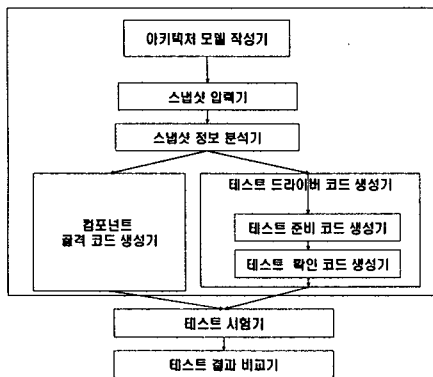 아키텍처 모델 작성기
스냅샷 입력기
스냅샷 정보 분석기
컴포넌트
골격 코드 생성기
테스트 드라이버 코드 생성기
테스트 준비 코드 생성기
테스트 확인 코드 생성기
테스트 시험기
테스트 결과 비교기